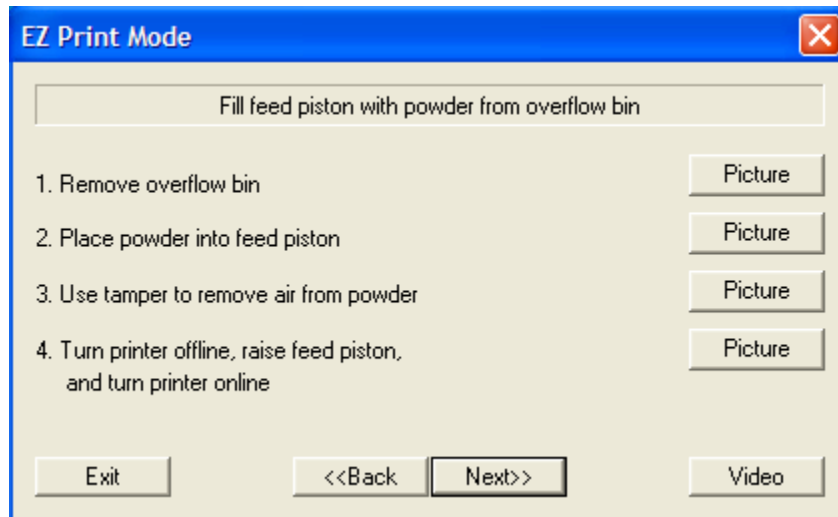 EZ Print Mode
Fill feed piston with powder from overflow bin
1. Remove overflow bin
Picture
2. Place powder into feed piston
Picture
3. Use tamper to remove air from powder
Picture
4. Turn printer offline, raise feed piston,
Picture
and turn printer online
Exit
<<Back
Next>>
Video